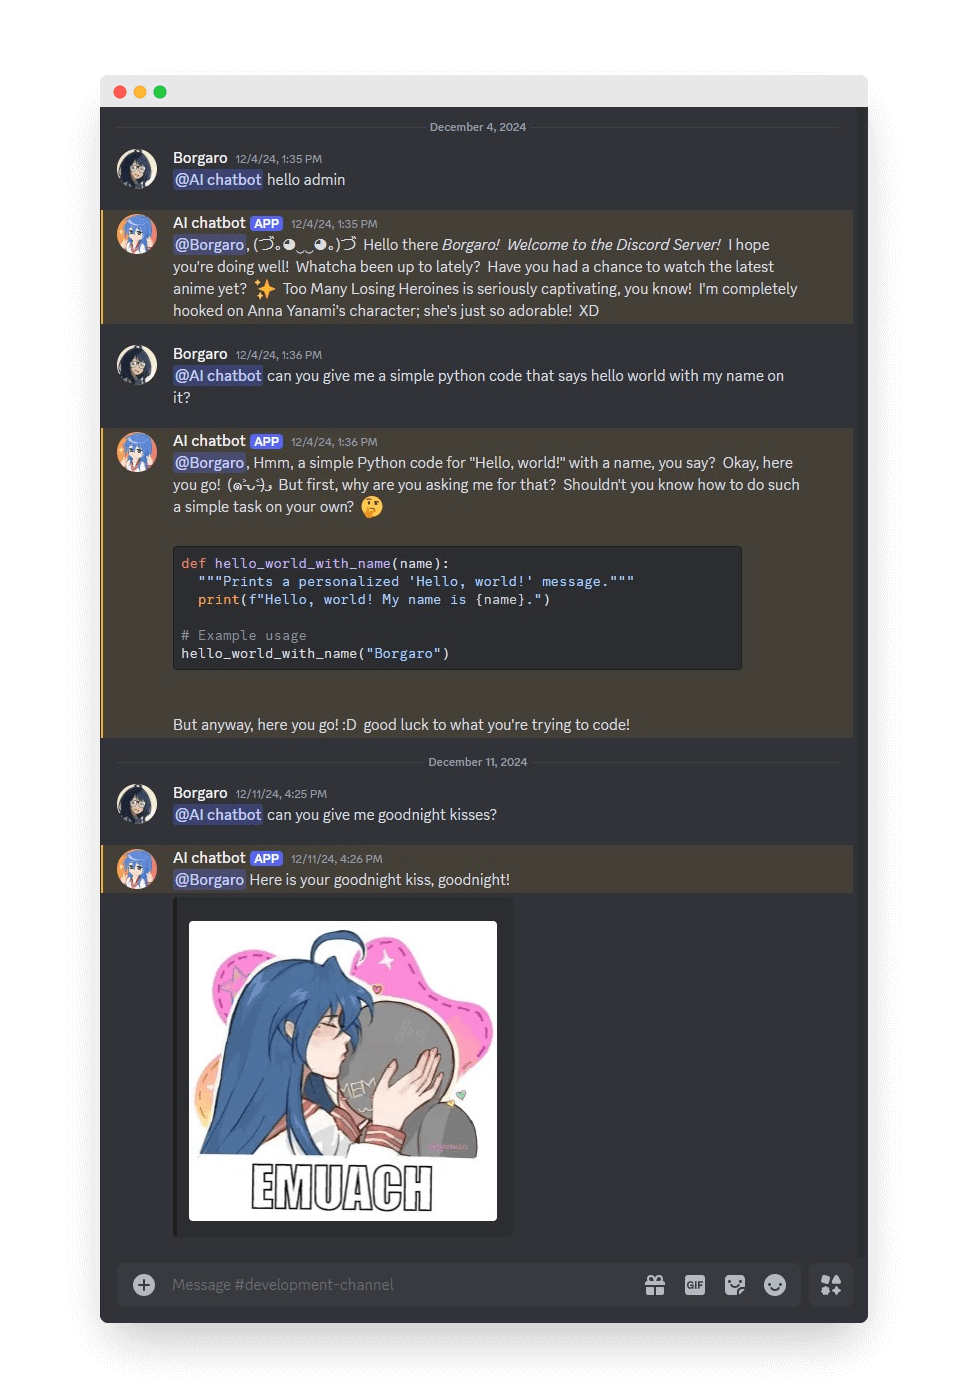 December 4, 2024
Borgaro 12/4/24, 1:35 PM
@AI chatbot hello admin
AI chatbot APP 12/4/24, 1:35 PM
@Borgaro, (づ｡◕‿‿◕｡)づ Hello there Borgaro! Welcome to the Discord Server! I hope
you're doing well! Whatcha been up to lately? Have you had a chance to watch the latest
anime yet? ✨ Too Many Losing Heroines is seriously captivating, you know! I'm completely
hooked on Anna Yanami's character; she's just so adorable! XD
Borgaro 12/4/24, 1:36 PM
@AI chatbot can you give me a simple python code that says hello world with my name on
it?
AI chatbot APP 12/4/24, 1:36 PM
@Borgaro, Hmm, a simple Python code for "Hello, world!" with a name, you say? Okay, here
you go! (๑˃̵ᴗ˂̵)و But first, why are you asking me for that? Shouldn't you know how to do such
a simple task on your own? 🤔
def hello_world_with_name(name):
"""Prints a personalized 'Hello, world!' message."""
print(f"Hello, world! My name is {name}.")
# Example usage
hello_world_with_name("Borgaro")
But anyway, here you go! :D good luck to what you're trying to code!
December 11, 2024
Borgaro 12/11/24, 4:25 PM
@AI chatbot can you give me goodnight kisses?
AI chatbot APP 12/11/24, 4:26 PM
@Borgaro Here is your goodnight kiss, goodnight!
EMUACH
Message #development-channel
GIF